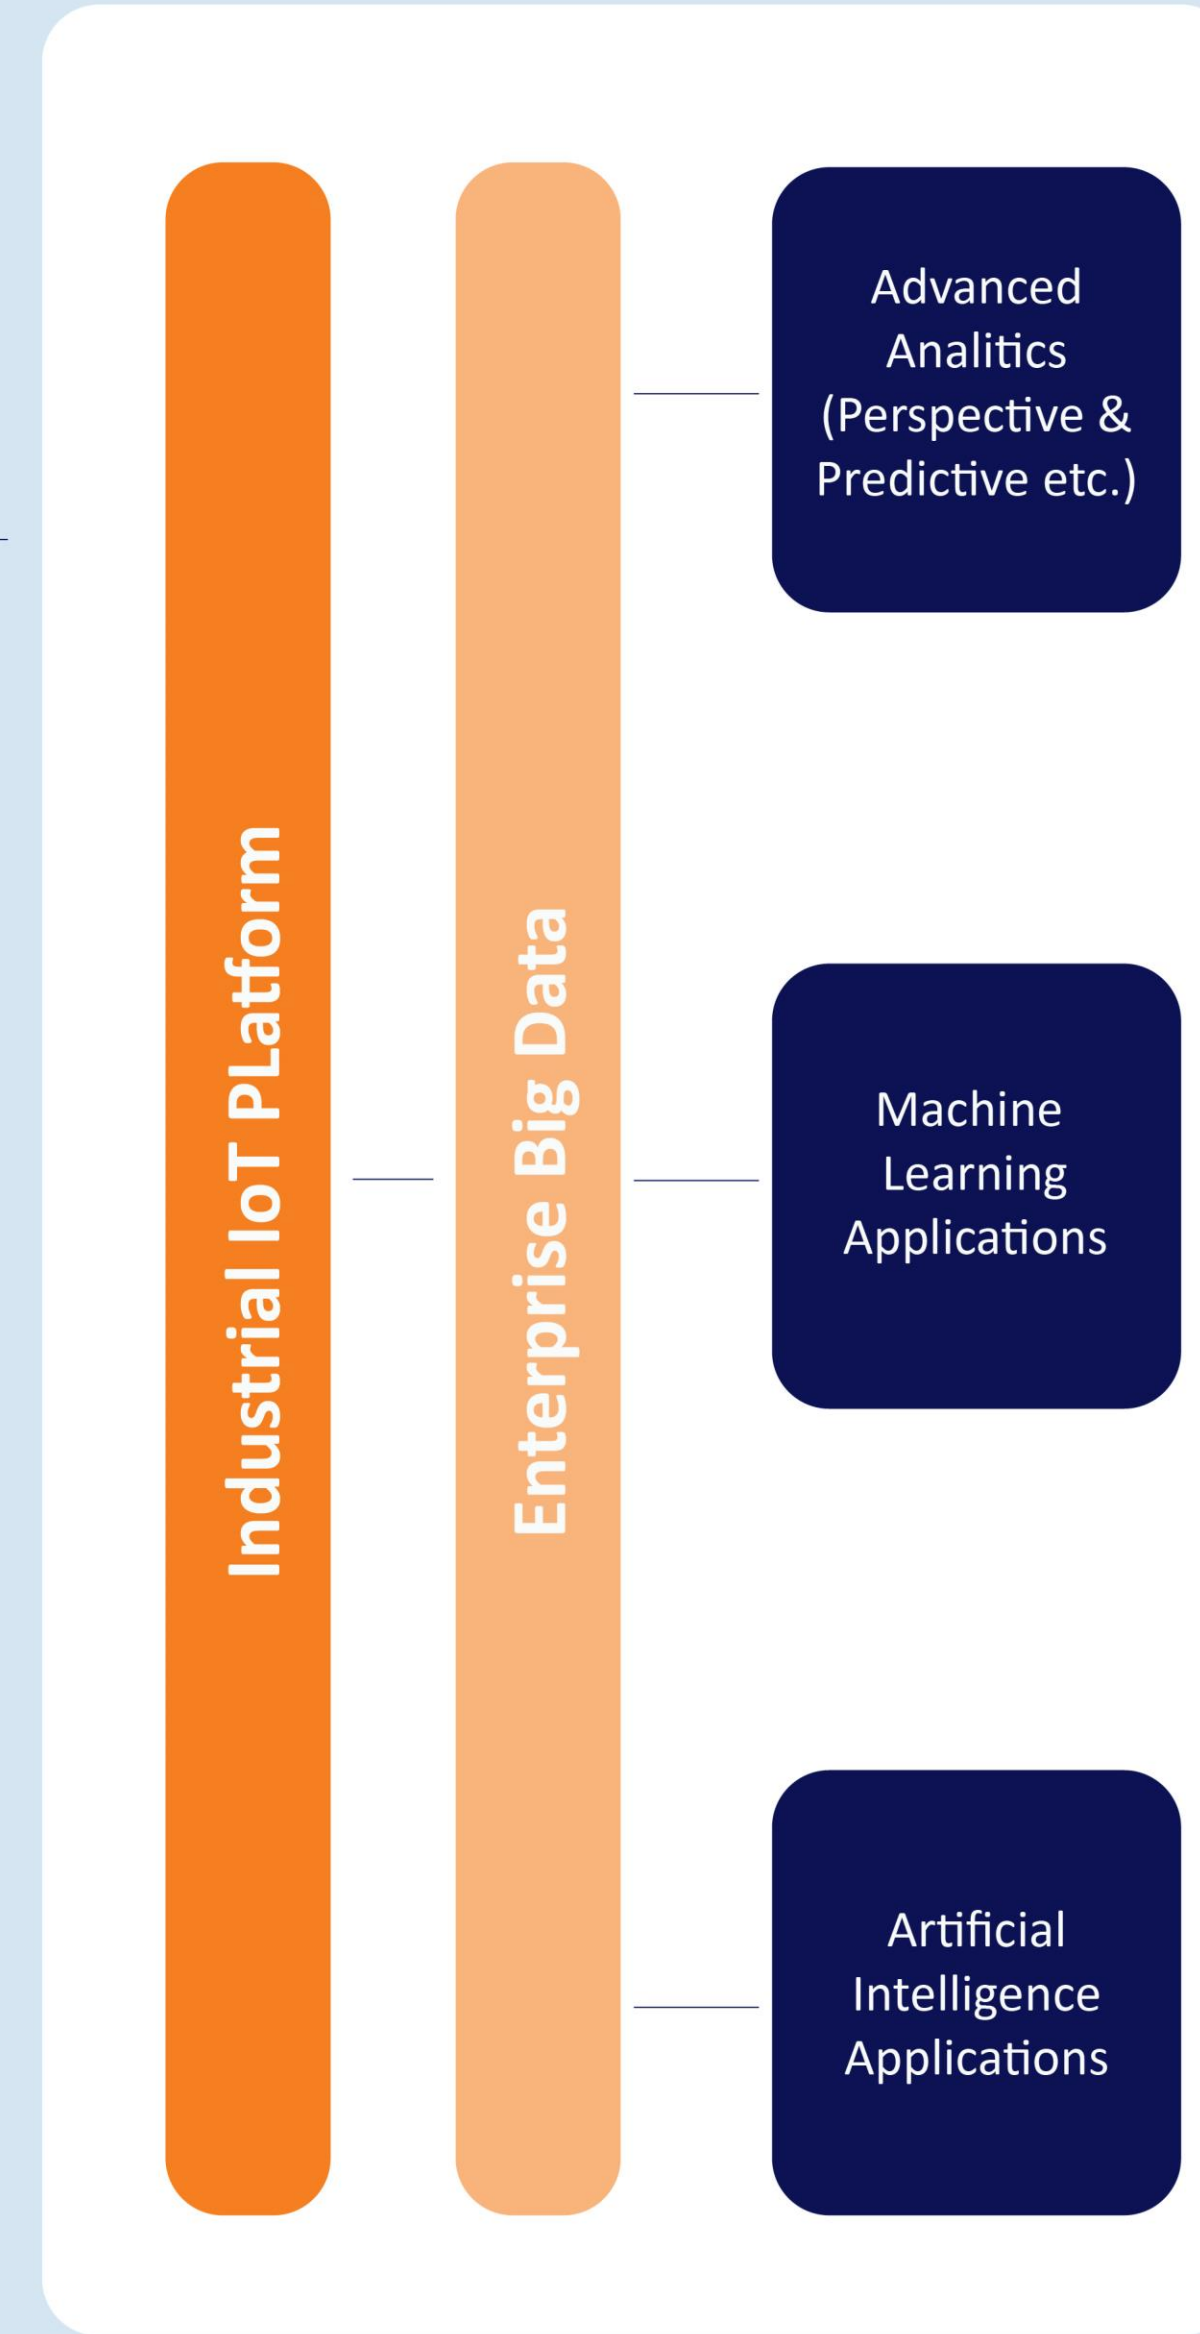 Industrial IoT PLatform
Enterprise Big Data
Advanced
Analitics
(Perspective &
Predictive etc.)
Machine
Learning
Applications
Artificial
Intelligence
Applications